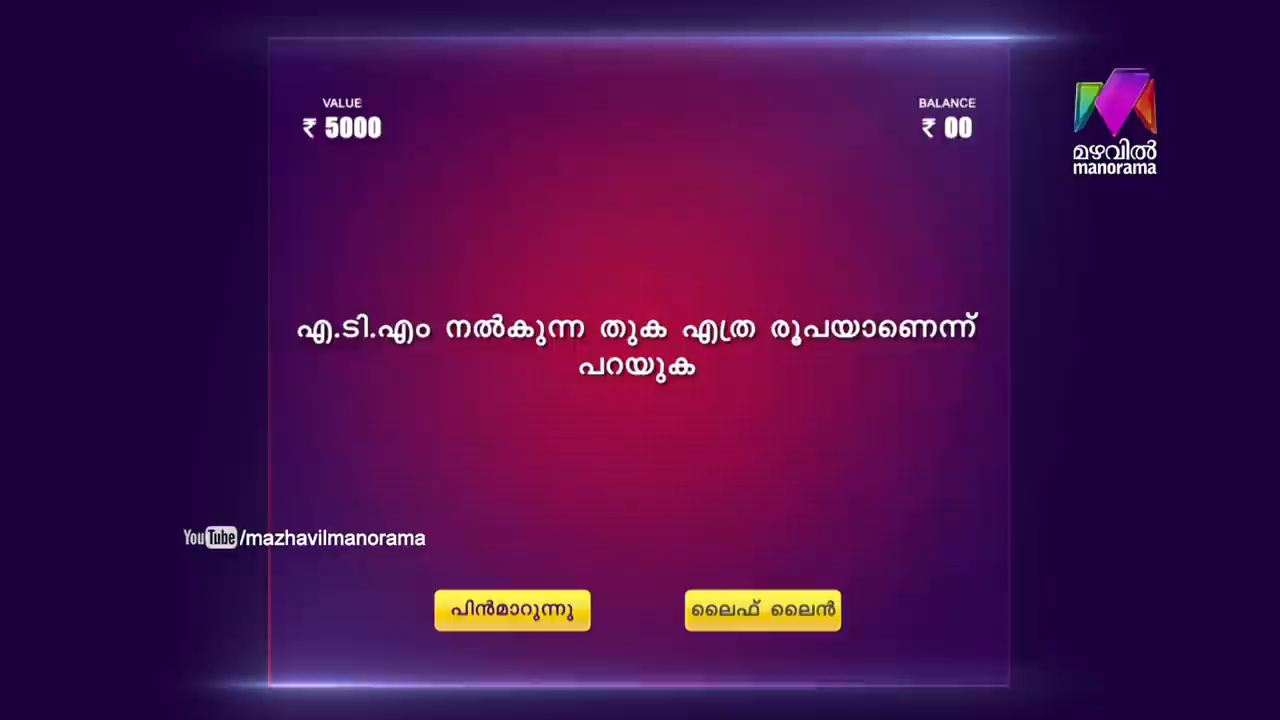 VALUE
₹ 5000
BALANCE
₹ 00
മഴവിൽ
manorama
എ.ടി.എം നൽകുന്ന തുക എത്ര രൂപയാണെന്ന്
പറയുക
YouTube/mazhavilmanorama
പിൻമാറുന്നു
ലൈഫ് ലൈൻ